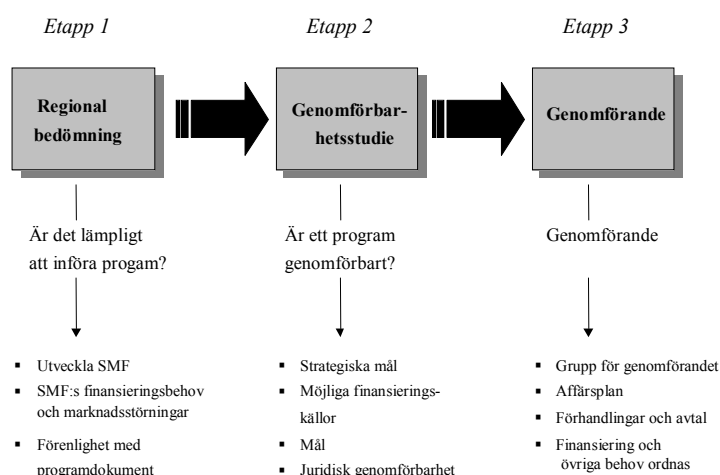 Etapp 1
Etapp 2
Etapp 3
Regional
bedömning
Genomförbar-
hetsstudie
Genomförande
Är det lämpligt
att införa progam?
Är ett program
genomförbart?
Genomförande
▪ Utveckla SMF
▪ SMF:s finansieringsbehov
och marknadsstörningar
▪ Förenlighet med
programdokument
▪ Strategiska mål
▪ Möjliga finansierings-
källor
▪ Mål
▪ Juridisk genomförbarhet
▪ Grupp för genomförandet
▪ Affärsplan
▪ Förhandlingar och avtal
▪ Finansiering och
övriga behov ordnas